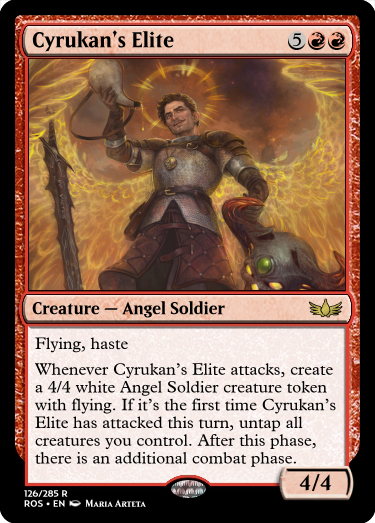 Cyrukan's Elite 5
Creature — Angel Soldier
Flying, haste
Whenever Cyrukan's Elite attacks, create
a 4/4 white Angel Soldier creature token
with flying. If it's the first time Cyrukan's
Elite has attacked this turn, untap all
creatures you control. After this phase,
there is an additional combat phase.
4/4
126/285 R
ROS • EN Maria Arteta